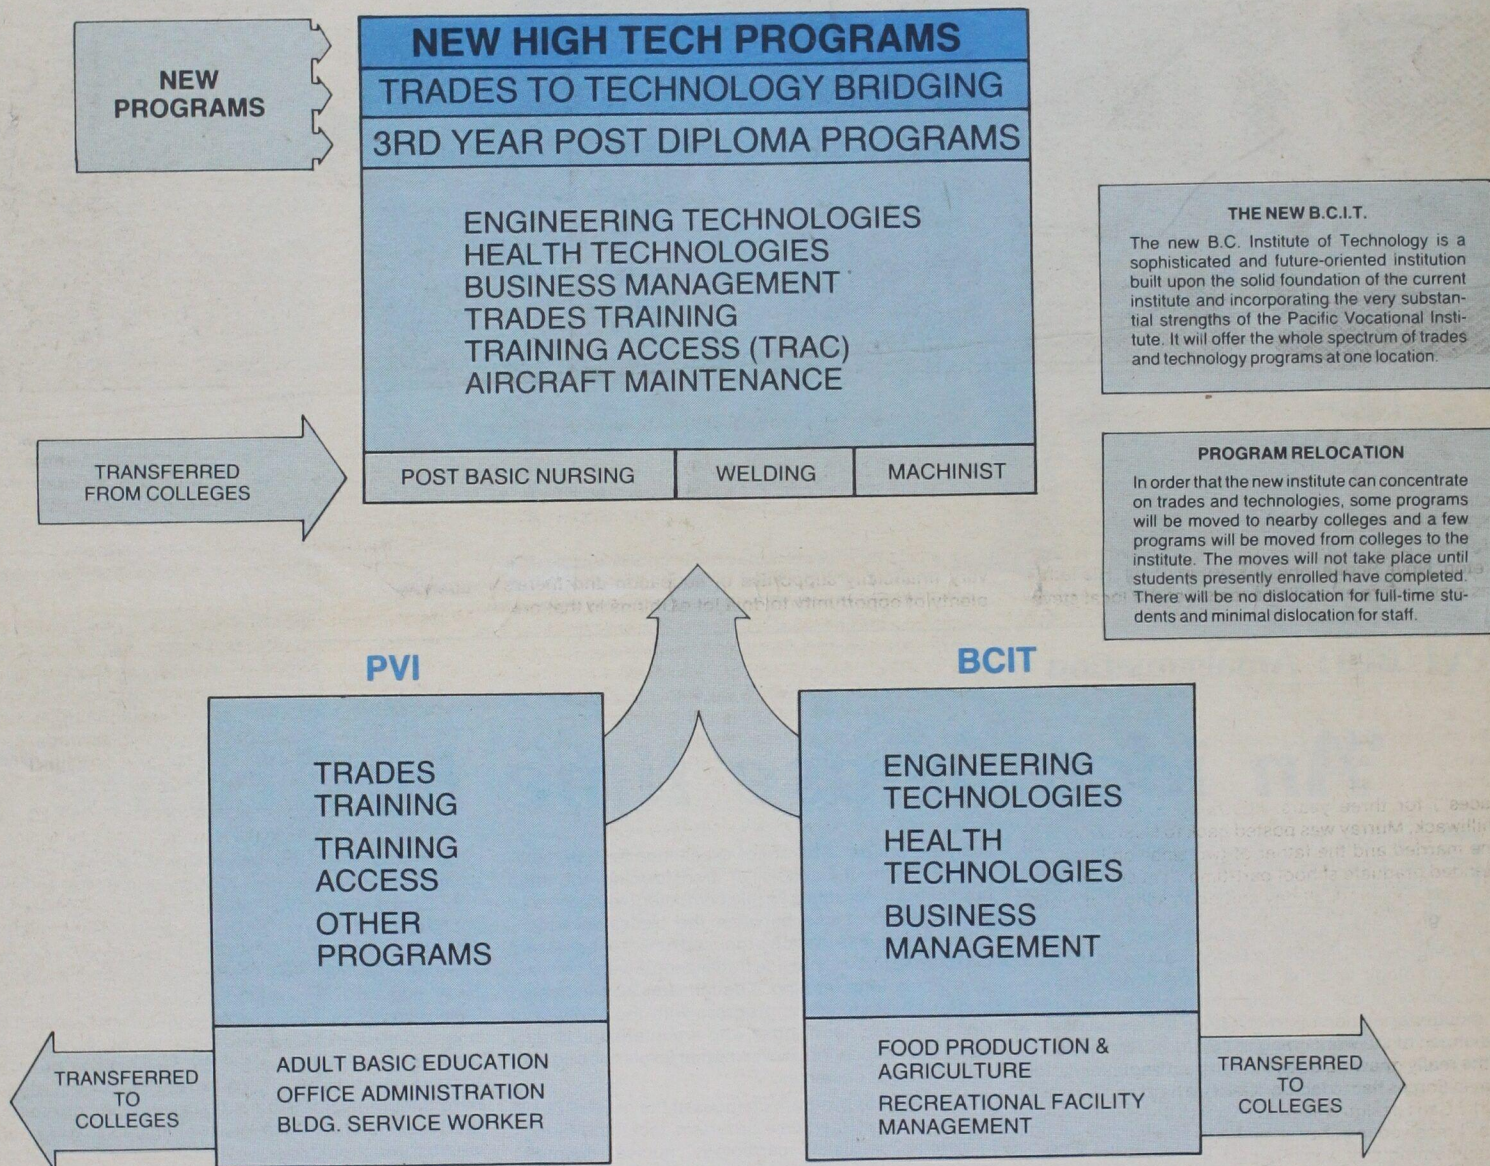 NEW
PROGRAMS
NEW HIGH TECH PROGRAMS
TRADES TO TECHNOLOGY BRIDGING
3RD YEAR POST DIPLOMA PROGRAMS
ENGINEERING TECHNOLOGIES
HEALTH TECHNOLOGIES
BUSINESS MANAGEMENT
TRADES TRAINING
TRAINING ACCESS (TRAC)
AIRCRAFT MAINTENANCE
TRANSFERRED
FROM COLLEGES
POST BASIC NURSING
WELDING
MACHINIST
THE NEW B.C.I.T.
The new B.C. Institute of Technology is a
sophisticated and future-oriented institution
built upon the solid foundation of the current
institute and incorporating the very substan-
tial strengths of the Pacific Vocational Insti-
tute. It will offer the whole spectrum of trades
and technology programs at one location.
PROGRAM RELOCATION
In order that the new institute can concentrate
on trades and technologies, some programs
will be moved to nearby colleges and a few
programs will be moved from colleges to the
institute. The moves will not take place until
students presently enrolled have completed.
There will be no dislocation for full-time stu-
dents and minimal dislocation for staff.
PVI
TRADES
TRAINING
TRAINING
ACCESS
OTHER
PROGRAMS
TRANSFERRED
TO
COLLEGES
ADULT BASIC EDUCATION
OFFICE ADMINISTRATION
BLDG. SERVICE WORKER
BCIT
ENGINEERING
TECHNOLOGIES
HEALTH
TECHNOLOGIES
BUSINESS
MANAGEMENT
FOOD PRODUCTION &
AGRICULTURE
RECREATIONAL FACILITY
MANAGEMENT
TRANSFERRED
TO
COLLEGES